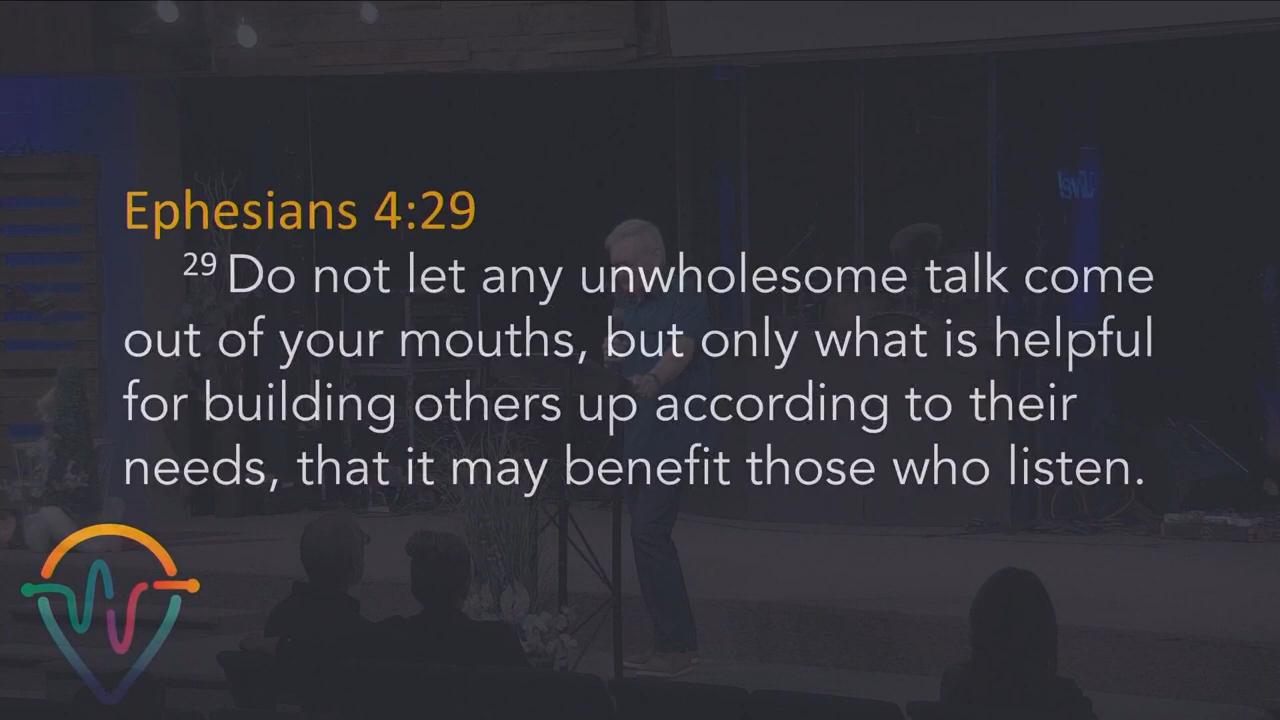 Ephesians 4:29
29 Do not let any unwholesome talk come
out of your mouths, but only what is helpful
for building others up according to their
needs, that it may benefit those who listen.